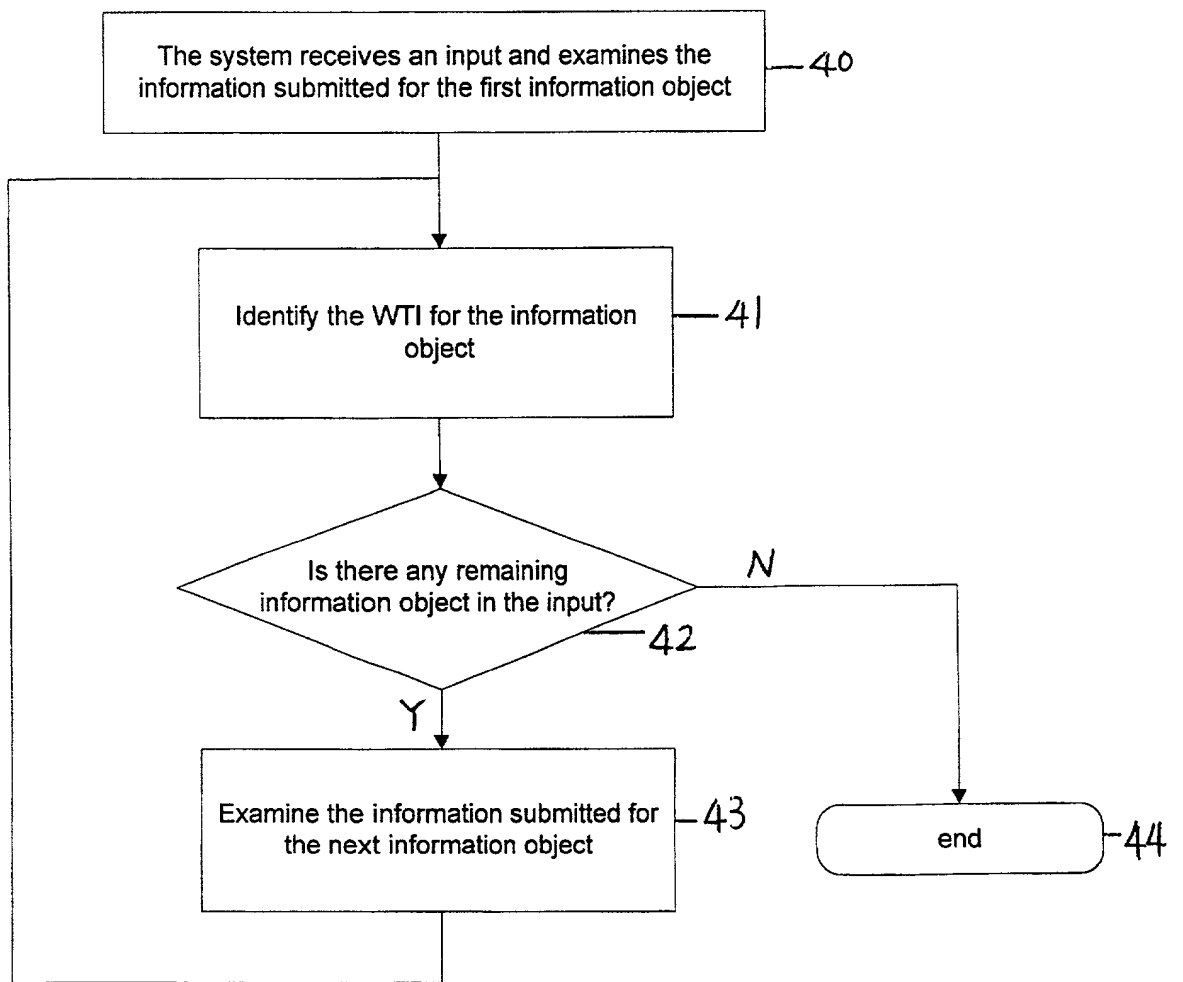 The system receives an input and examines the
information submitted for the first information object
40
Identify the WTI for the information
object
41
Is there any remaining
information object in the input?
42
N
Y
Examine the information submitted for
the next information object
43
end
44